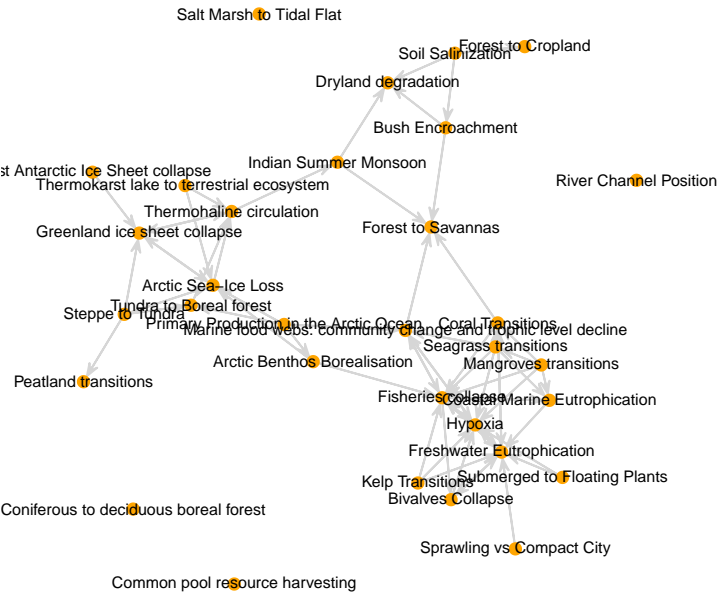 Salt Marsh to Tidal Flat
Forest to Cropland
Soil Salinization
Dryland degradation
Bush Encroachment
Indian Summer Monsoon
st Antarctic Ice Sheet collapse
River Channel Position
Thermokarst lake to terrestrial ecosystem
Thermohaline circulation
Forest to Savannas
Greenland ice sheet collapse
Arctic Sea–Ice Loss
Tundra to Boreal forest
Steppe to Tundra
Primary Production in the Arctic Ocean
Coral Transitions
Marine food webs: community change and trophic level decline
Seagrass transitions
Arctic Benthos Borealisation
Mangroves transitions
Peatland transitions
Fisheries collapse
Coastal Marine Eutrophication
Hypoxia
Freshwater Eutrophication
Submerged to Floating Plants
Kelp Transitions
Bivalves Collapse
Coniferous to deciduous boreal forest
Sprawling vs Compact City
Common pool resource harvesting